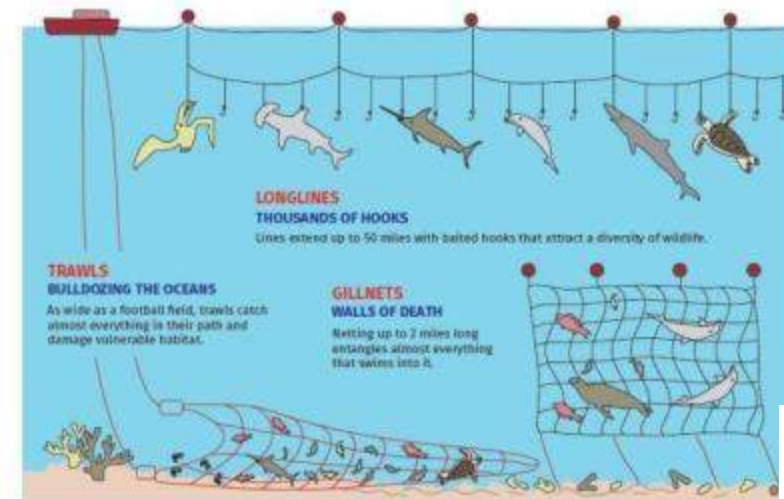 LONGLINES
THOUSANDS OF HOOKS
Lines extend up to 50 miles with baited hooks that attract a diversity of wildlife.
TRAWLS
BULLDOZING THE OCEANS
As wide as a football field, trawls catch
almost everything in their path and
damage vulnerable habitat.
GILLNETS
WALLS OF DEATH
Netting up to 2 miles long
entangles almost everything
that swims into it.